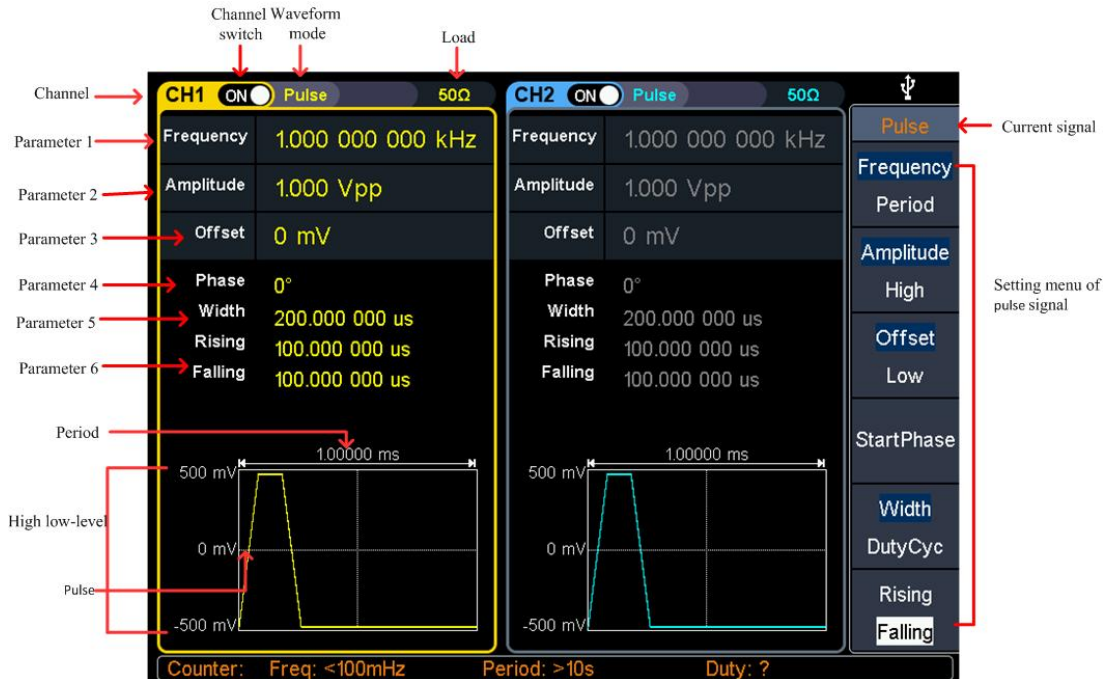 Channel Waveform
switch mode
Load
Channel
CH1 ON Pulse 50Ω
CH2 ON Pulse 50Ω
Pulse
Current signal
Parameter 1
Frequency 1.000 000 000 kHz
Frequency 1.000 000 000 kHz
Frequency
Period
Parameter 2
Amplitude 1.000 Vpp
Amplitude 1.000 Vpp
Parameter 3
Offset 0 mV
Offset 0 mV
Amplitude
High
Parameter 4
Phase 0°
Phase 0°
Setting menu of
pulse signal
Parameter 5
Width 200.000 000 us
Width 200.000 000 us
Rising 100.000 000 us
Rising 100.000 000 us
Offset
Low
Parameter 6
Falling 100.000 000 us
Falling 100.000 000 us
StartPhase
Period
1.00000 ms
1.00000 ms
500 mV
500 mV
High low-level
Width
DutyCyc
0 mV
0 mV
Pulse
Rising
Falling
-500 mV
-500 mV
Counter: Freq: <100mHz Period: >10s Duty: ?